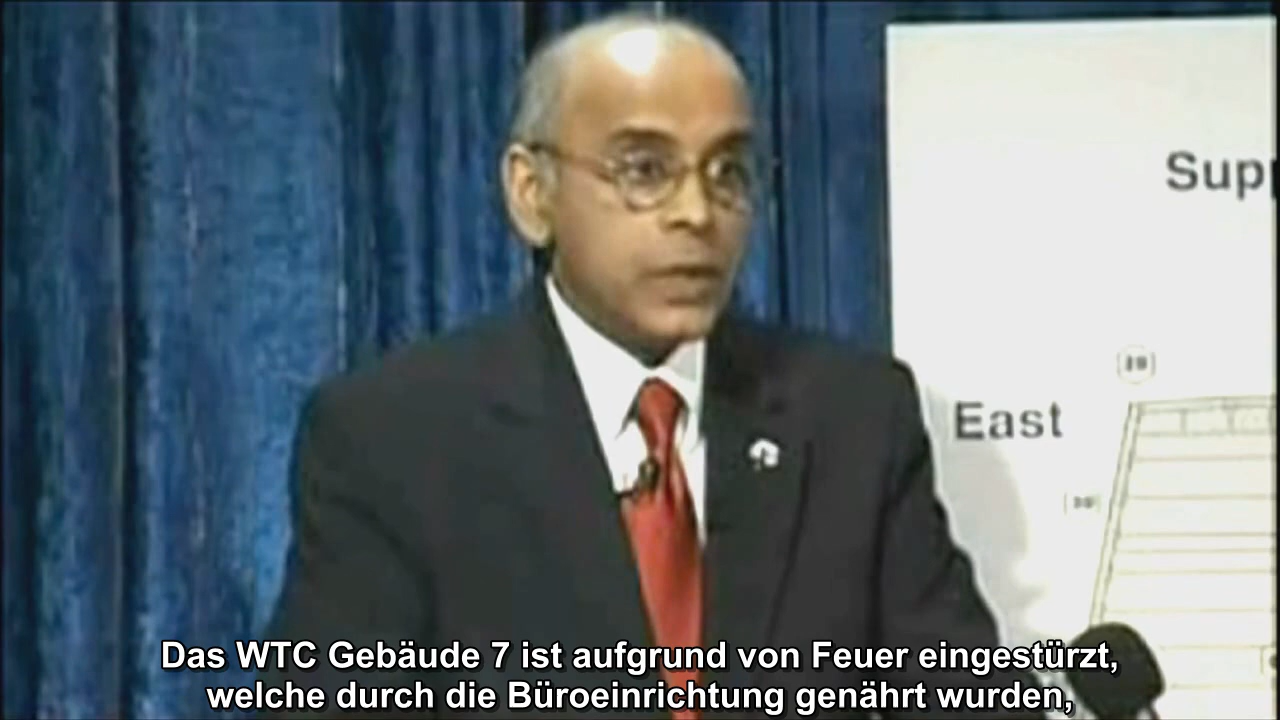 Supp
East
Das WTC Gebäude 7 ist aufgrund von Feuer eingestürzt,
welche durch die Büroeinrichtung genährt wurden,